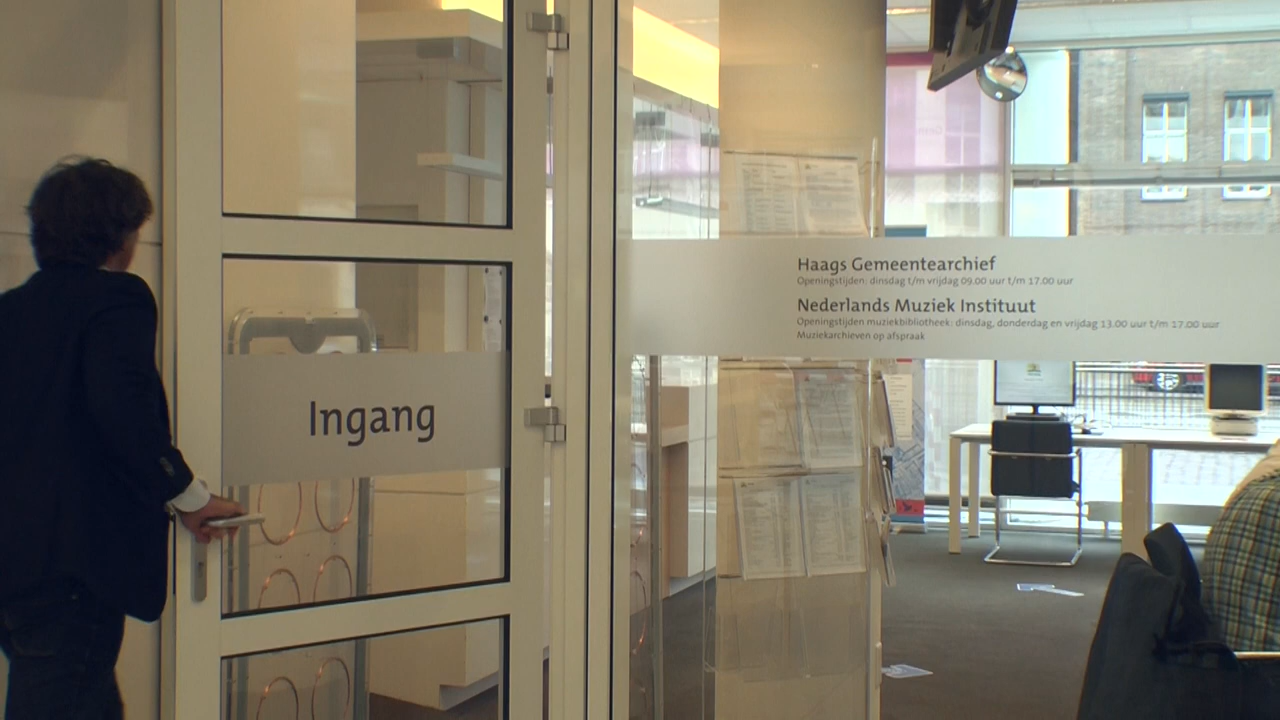 Ingang
Haags Gemeentearchief
Openingstijden: dinsdag t/m vrijdag 09.00 uur t/m 17.00 uur
Nederlands Muziek Instituut
Openingstijden muziekbibliotheek: dinsdag, donderdag en vrijdag 13.00 uur t/m 17.00 uur
Muziekarchieven op afspraak